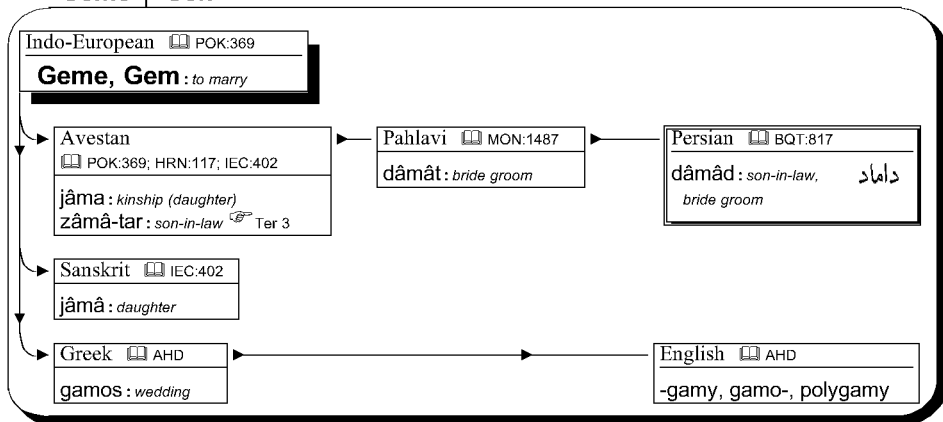 Indo-European POK:369
Geme, Gem : to marry
Avestan
POK:369; HRN:117; IEC:402
jâma : kinship (daughter)
zâmâ-tar : son-in-law Ter 3
Pahlavi MON:1487
dâmât : bride groom
Persian BQT:817
dâmâd : son-in-law, داماد
bride groom
Sanskrit IEC:402
jâmâ : daughter
Greek AHD
gamos : wedding
English AHD
-gamy, gamo-, polygamy